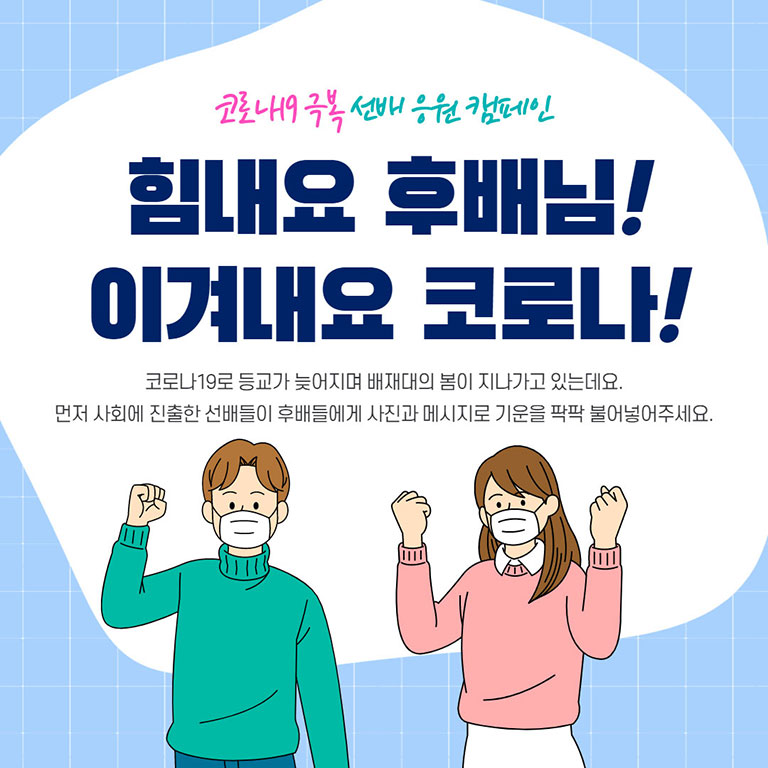 코로나19 극복 선배 응원 캠페인
힘내요 후배님!
이겨내요 코로나!
코로나19로 등교가 늦어지며 배재대의 봄이 지나가고 있는데요.
먼저 사회에 진출한 선배들이 후배들에게 사진과 메시지로 기운을 팍팍 불어넣어주세요.